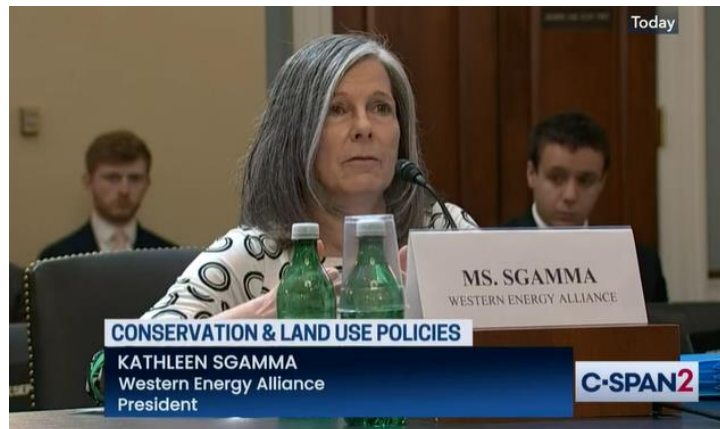 Today
MS. SGAMMA
WESTERN ENERGY ALLIANCE
CONSERVATION & LAND USE POLICIES
KATHLEEN SGAMMA
Western Energy Alliance
President
C-SPAN2